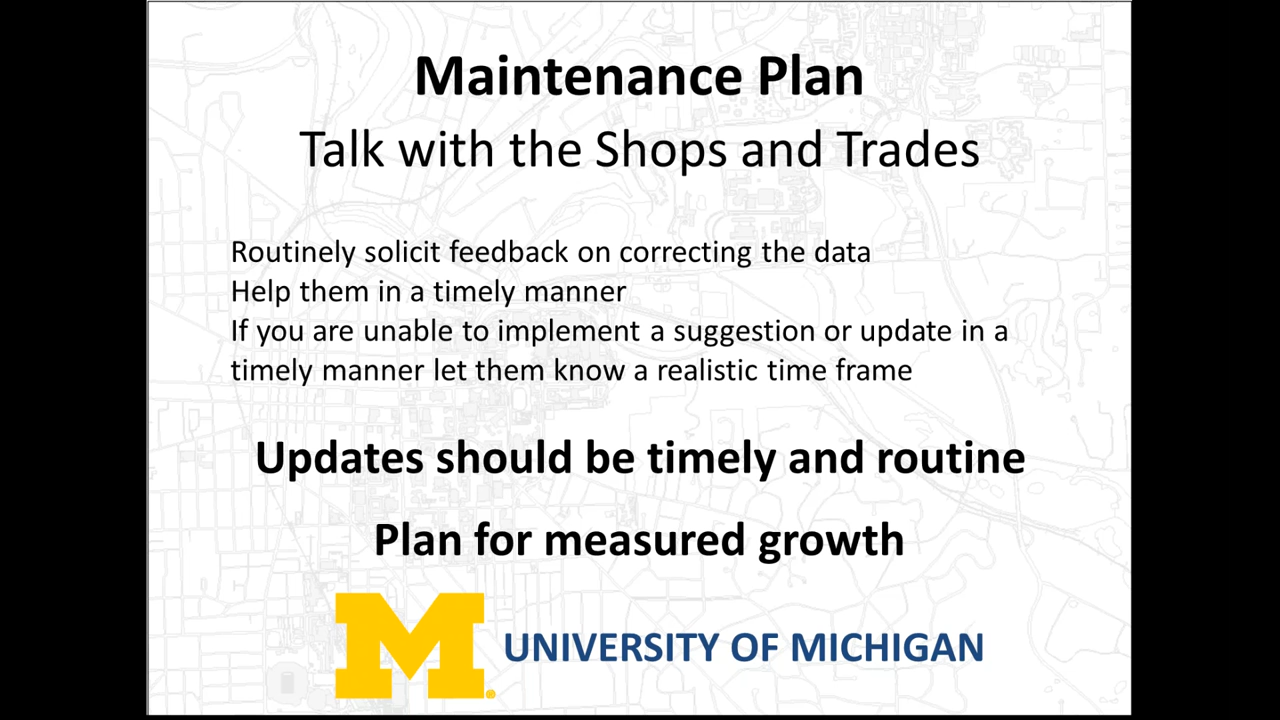 Maintenance Plan
Talk with the Shops and Trades
Routinely solicit feedback on correcting the data
Help them in a timely manner
If you are unable to implement a suggestion or update in a
timely manner let them know a realistic time frame
Updates should be timely and routine
Plan for measured growth
M® UNIVERSITY OF MICHIGAN